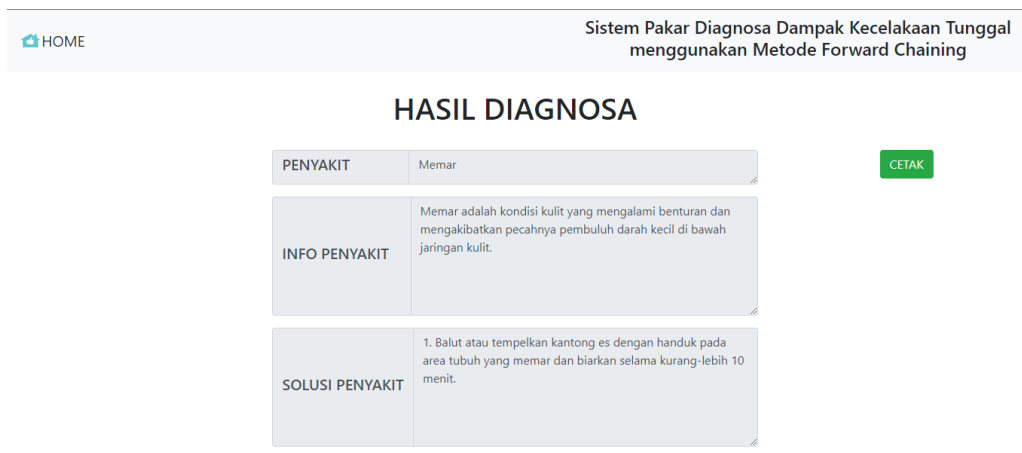 HOME
Sistem Pakar Diagnosa Dampak Kecelakaan Tunggal
menggunakan Metode Forward Chaining
HASIL DIAGNOSA
PENYAKIT
Memar
CETAK
INFO PENYAKIT
Memar adalah kondisi kulit yang mengalami benturan dan
mengakibatkan pecahnya pembuluh darah kecil di bawah
jaringan kulit.
SOLUSI PENYAKIT
1. Balut atau tempelkan kantong es dengan handuk pada
area tubuh yang memar dan biarkan selama kurang-lebih 10
menit.